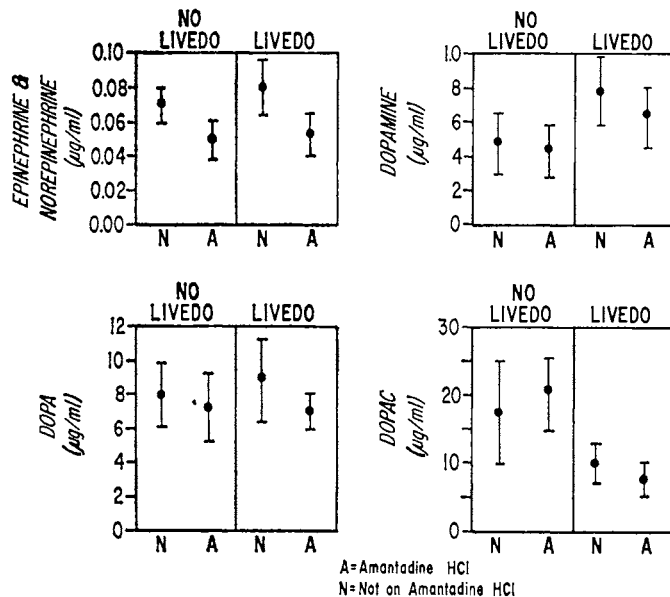 NO
LIVEDO LIVEDO
EPINEPHRINE &
NOREPINEPHRINE
(µg/ml)
0.10
0.08
0.06
0.04
0.02
0.00
N A N A
NO
LIVEDO LIVEDO
DOPAMINE
(µg/ml)
1.0
8
6
4
2
0
N A N A
NO
LIVEDO LIVEDO
DOPA
(µg/ml)
12
10
8
6
4
2
0
N A N A
NO
LIVEDO LIVEDO
DOPAC
(µg/ml)
30
20
10
0
N A N A
A=Amantadine HCl
N=Not on Amantadine HCl